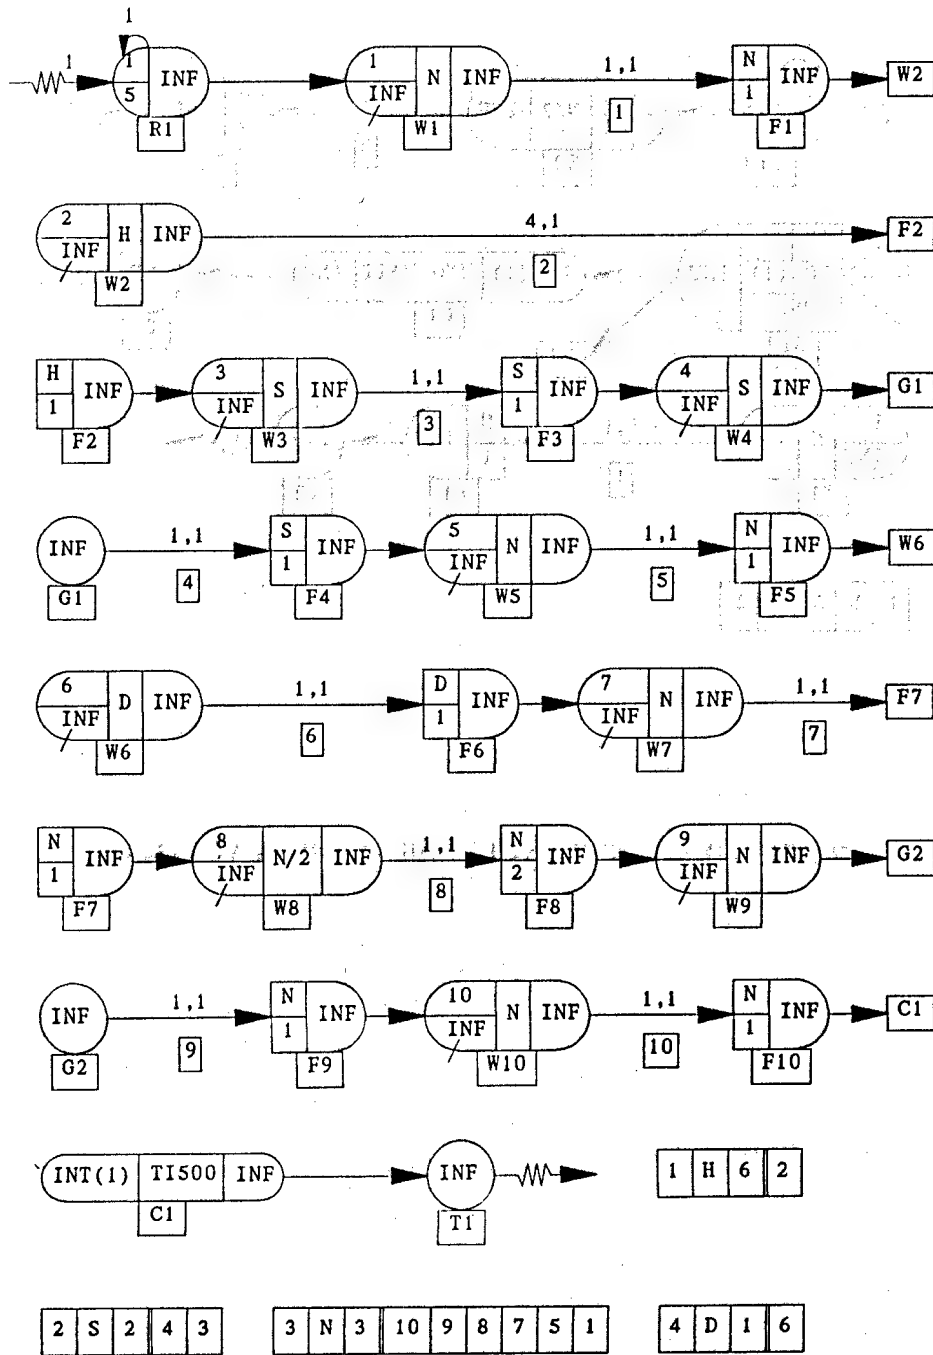 1
1 1 INF 1 N INF 1,1 N INF W2
5 INF 1 1
R1 W1 F1
2 H INF 4,1 F2
INF 2
W2
H INF 3 S INF 1,1 S INF 4 S INF G1
1 INF 3 1 INF
F2 W3 F3 W4
INF 1,1 S INF 5 N INF 1,1 N INF W6
4 1 INF 5 1
G1 F4 W5 F5
6 D INF 1,1 D INF 7 N INF 1,1 F7
INF 6 1 INF 7
W6 F6 W7
N INF 8 N/2 INF 1,1 N INF 9 N INF G2
1 INF 8 2 INF
F7 W8 F8 W9
INF 1,1 N INF 10 N INF 1,1 N INF C1
9 1 INF 10 1
G2 F9 W10 F10
INT(1) TI500 INF INF 1 H 6 2
C1 T1
2 S 2 4 3 3 N 3 10 9 8 7 5 1 4 D 1 6